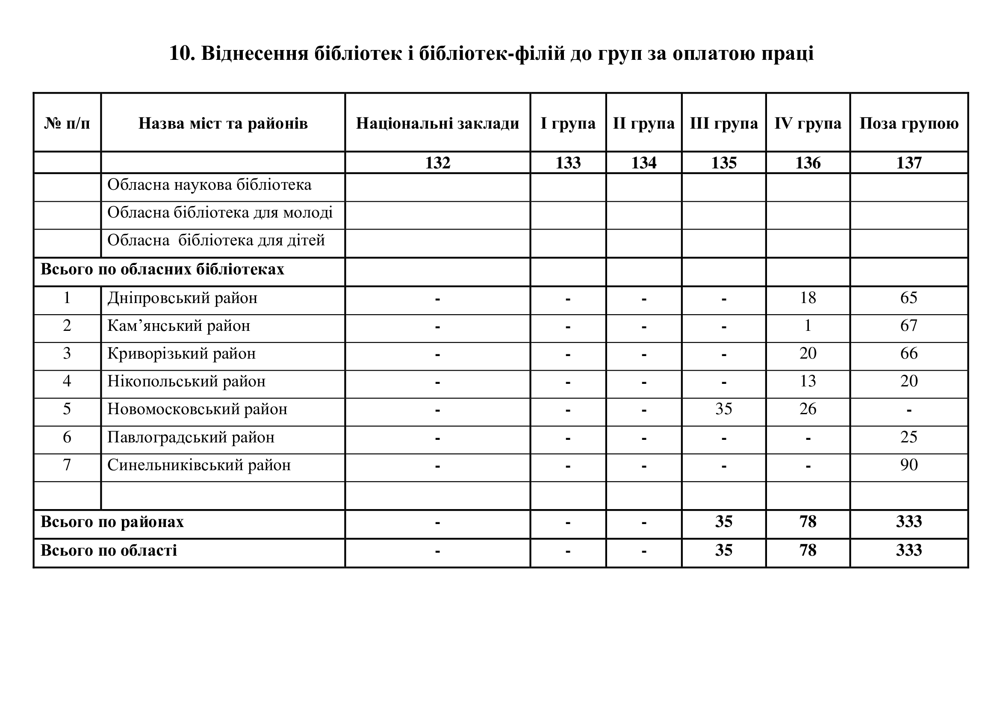 10. Віднесення бібліотек і бібліотек-філій до груп за оплатою праці
№ п/п Назва міст та районів Національні заклади І група ІІ група ІІІ група IV група Поза групою
132 133 134 135 136 137
Обласна наукова бібліотека
Обласна бібліотека для молоді
Обласна бібліотека для дітей
Всього по обласних бібліотеках
1 Дніпровський район - - - - 18 65
2 Кам’янський район - - - - 1 67
3 Криворізький район - - - - 20 66
4 Нікопольський район - - - - 13 20
5 Новомосковський район - - - 35 26 -
6 Павлоградський район - - - - - 25
7 Синельниківський район - - - - - 90
Всього по районах - - - 35 78 333
Всього по області - - - 35 78 333